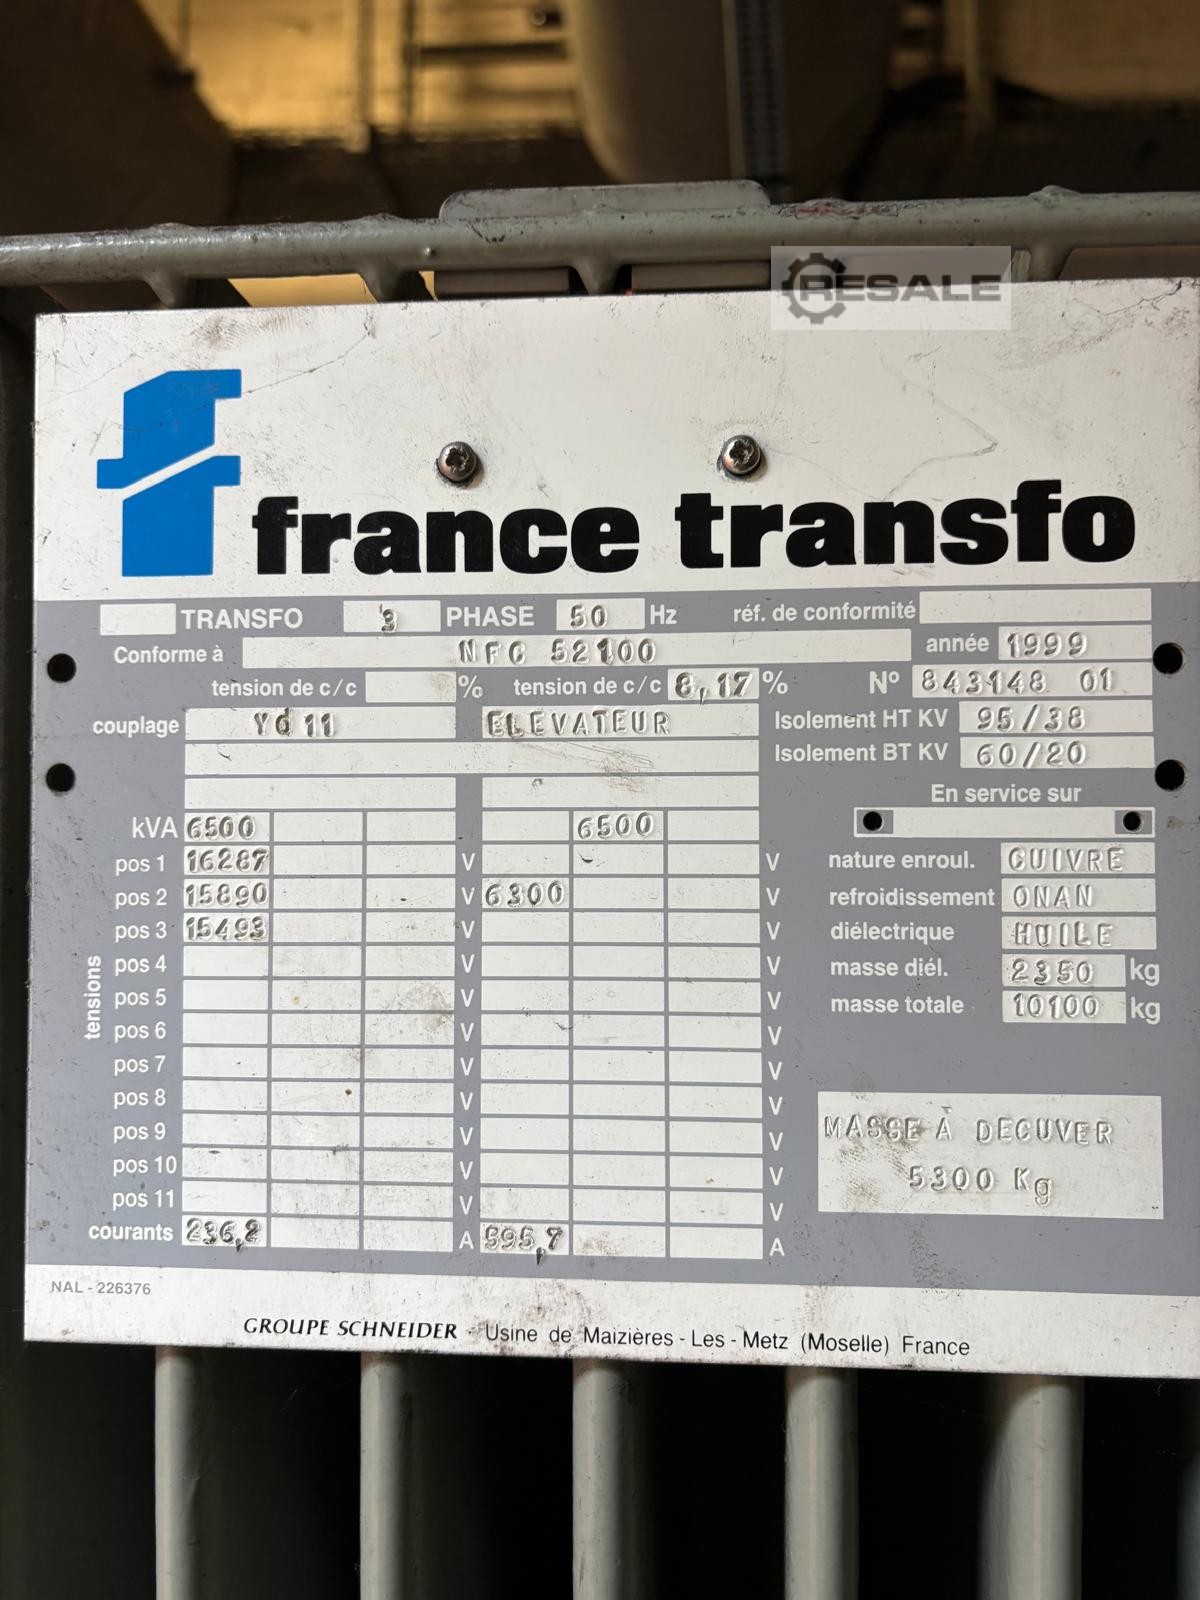 RESALE
france transfo
TRANSFO 3 PHASE 50 Hz réf. de conformité
Conforme à NFC 52100 année 1999
tension de c/c % tension de c/c 8,17 % Nº 843148 01
couplage Yd11 ELEVATEUR Isolement HT KV 95/38
Isolement BT KV 60/20
En service sur
kVA 6500 6500
pos 1 16287 V V nature enroul. CUIVRE
pos 2 15890 V 6300 V refroidissement ONAN
pos 3 15493 V V diélectrique HUILE
pos 4 V V masse diél. 2350 kg
pos 5 V V masse totale 10100 kg
tensions
pos 6 V V
pos 7 V V
pos 8 V V
pos 9 V V MASSE À DECUVER
pos 10 V V 5300 Kg
pos 11 V V
courants 236,2 A 595,7 A
NAL - 226376
GROUPE SCHNEIDER - Usine de Maizières - Les - Metz (Moselle) France